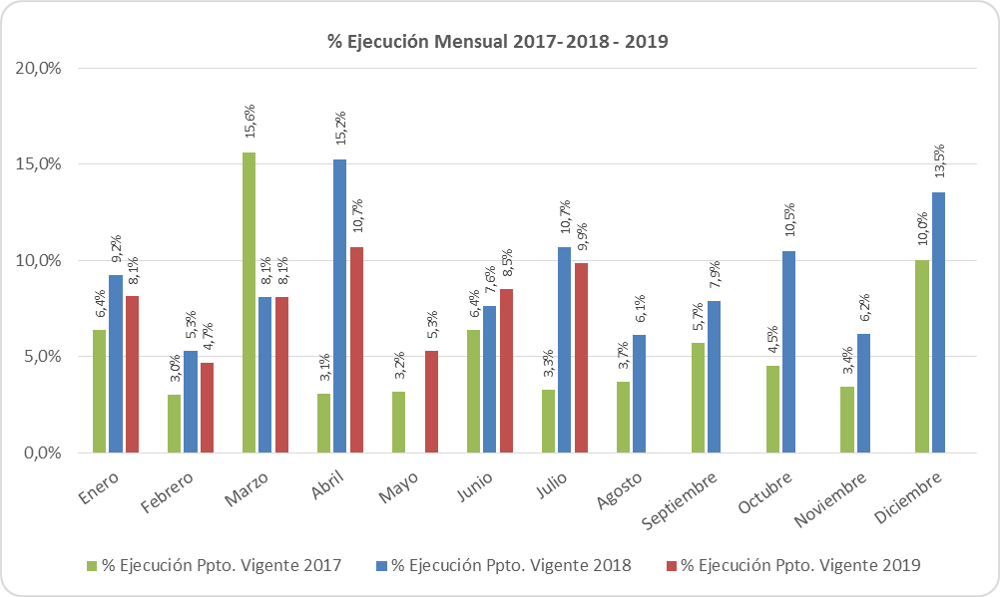 % Ejecución Mensual 2017- 2018 - 2019
20,0%
15,0%
10,0%
5,0%
0,0%
6,4% 9,2% 8,1%
3,0% 5,3% 4,7%
15,6% 8,1% 8,1%
3,1% 15,2% 10,7%
3,2% 5,3%
6,4% 7,6% 8,5%
3,3% 10,7% 9,9%
3,7% 6,1%
5,7% 7,9%
4,5% 10,5%
3,4% 6,2%
10,0% 13,5%
Enero Febrero Marzo Abril Mayo Junio Julio Agosto Septiembre Octubre Noviembre Diciembre
% Ejecución Ppto. Vigente 2017 % Ejecución Ppto. Vigente 2018 % Ejecución Ppto. Vigente 2019